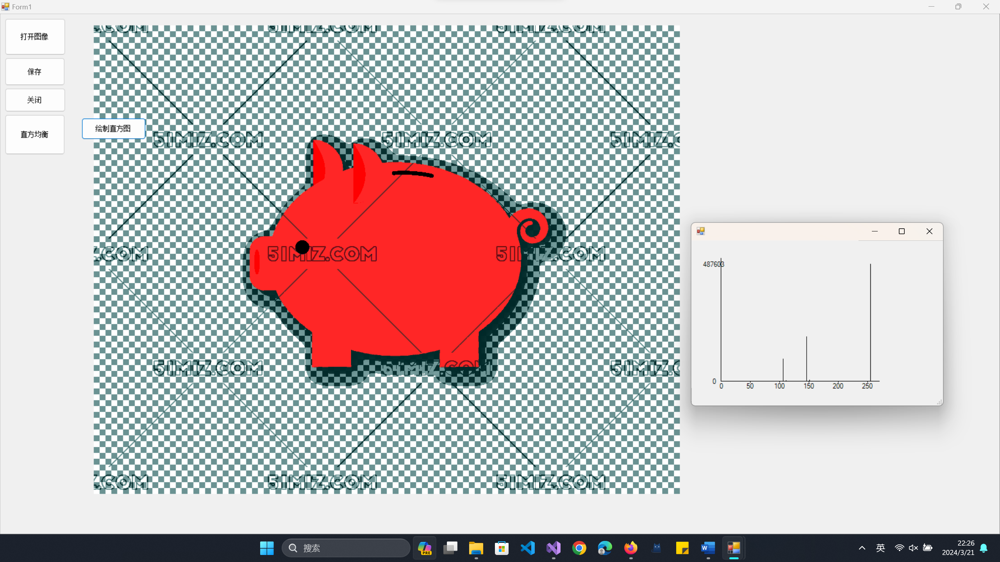 Form1
打开图像
保存
关闭
直方均衡
绘制直方图
Z.COM
51MIZ.COM
51MIZ.COM
51MIZ.COM
51MIZ.COM
51MIZ.C
Z.COM
51MIZ.COM
51MIZ.COM
51MIZ.COM
51MIZ.COM
51MIZ.C
Z.COM
51MIZ.COM
51MIZ.COM
487603
0
0 50 100 150 200 250
搜索
PRE
W
英
22:26
2024/3/21